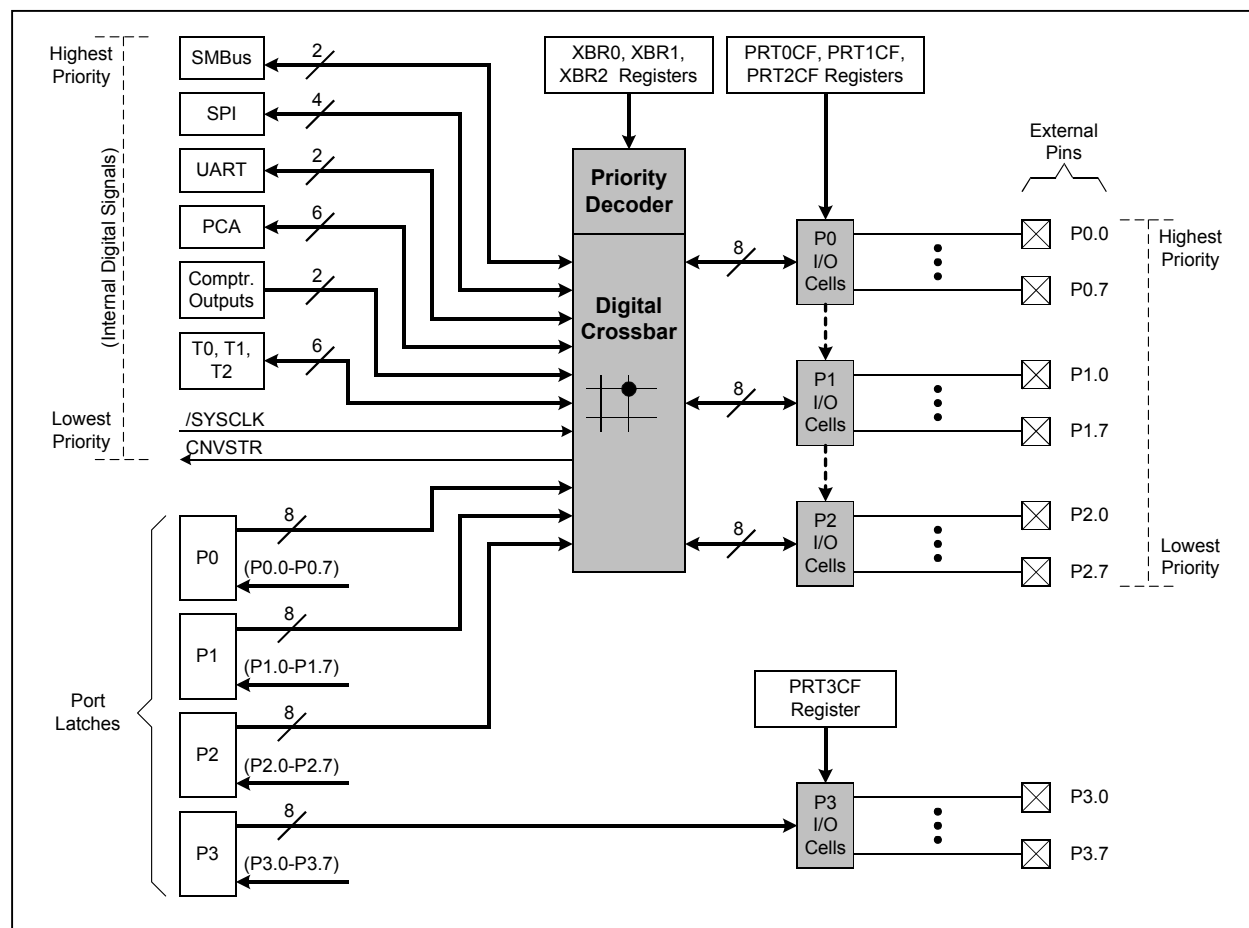 Highest
Priority
(Internal Digital Signals)
Lowest
Priority
SMBus
2
SPI
4
UART
2
PCA
6
Comptr.
Outputs
2
T0, T1,
T2
6
/SYSCLK
CNVSTR
XBR0, XBR1,
XBR2 Registers
PRT0CF, PRT1CF,
PRT2CF Registers
Priority
Decoder
Digital
Crossbar
8
P0
I/O
Cells
8
P1
I/O
Cells
8
P2
I/O
Cells
External
Pins
P0.0
P0.7
P1.0
P1.7
P2.0
P2.7
Highest
Priority
Lowest
Priority
Port
Latches
P0
8
(P0.0-P0.7)
P1
8
(P1.0-P1.7)
P2
8
(P2.0-P2.7)
P3
8
(P3.0-P3.7)
PRT3CF
Register
P3
I/O
Cells
P3.0
P3.7